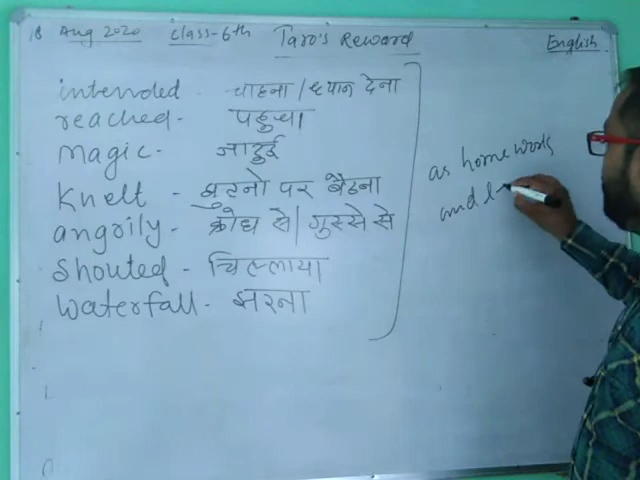 18 Aug 2020 Class-6th Taro's Reward English
intended - चाहना / ध्यान देना
reached - पहुचा
magic - जादुई
Knelt - घुटनो पर बैठना
angrily - क्रोध से / गुस्से से
Shouted - चिल्लाया
Waterfall - झरना
as home work
and